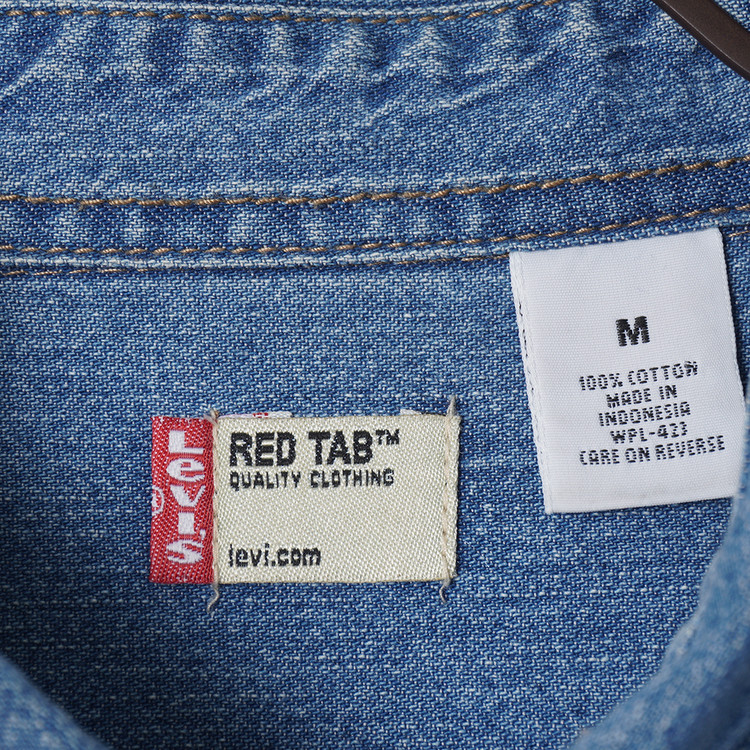 LEVI'S
®
RED TAB™
QUALITY CLOTHING
levi.com
M
100% COTTON
MADE IN
INDONESIA
WPL-423
CARE ON REVERSE